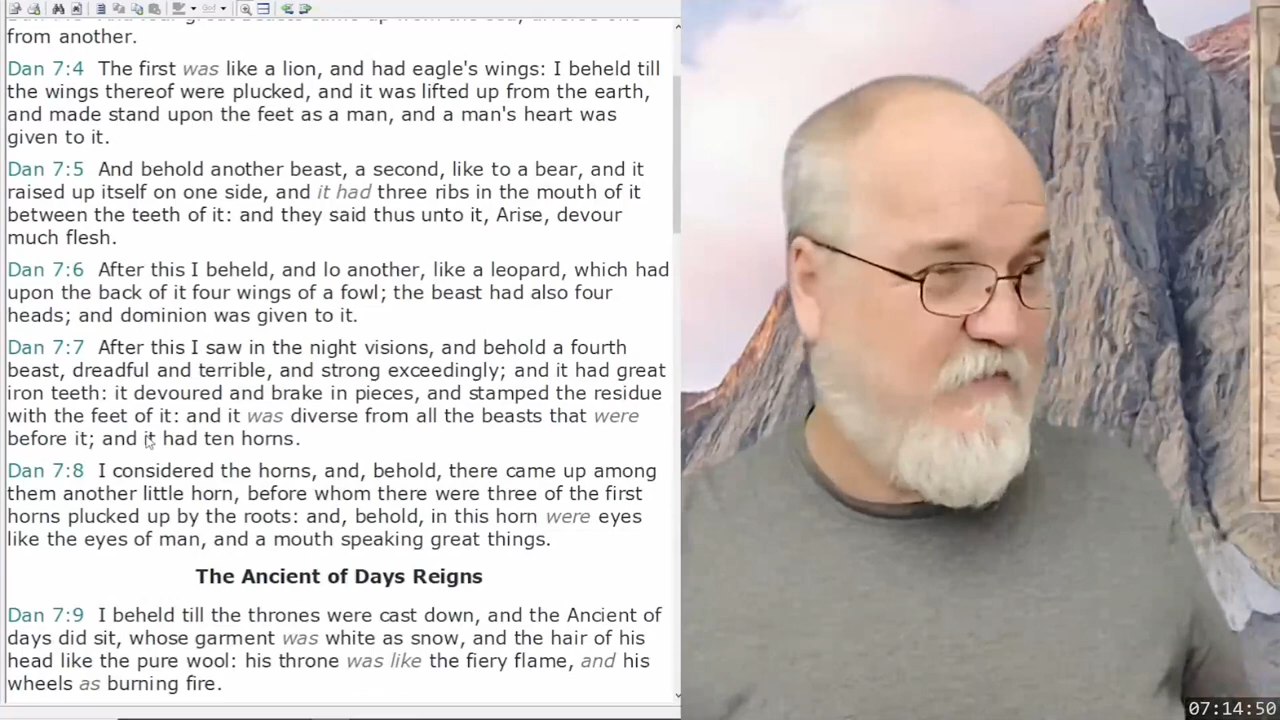 from another.
Dan 7:4 The first was like a lion, and had eagle's wings: I beheld till
the wings thereof were plucked, and it was lifted up from the earth,
and made stand upon the feet as a man, and a man's heart was
given to it.
Dan 7:5 And behold another beast, a second, like to a bear, and it
raised up itself on one side, and it had three ribs in the mouth of it
between the teeth of it: and they said thus unto it, Arise, devour
much flesh.
Dan 7:6 After this I beheld, and lo another, like a leopard, which had
upon the back of it four wings of a fowl; the beast had also four
heads; and dominion was given to it.
Dan 7:7 After this I saw in the night visions, and behold a fourth
beast, dreadful and terrible, and strong exceedingly; and it had great
iron teeth: it devoured and brake in pieces, and stamped the residue
with the feet of it: and it was diverse from all the beasts that were
before it; and it had ten horns.
Dan 7:8 I considered the horns, and, behold, there came up among
them another little horn, before whom there were three of the first
horns plucked up by the roots: and, behold, in this horn were eyes
like the eyes of man, and a mouth speaking great things.
The Ancient of Days Reigns
Dan 7:9 I beheld till the thrones were cast down, and the Ancient of
days did sit, whose garment was white as snow, and the hair of his
head like the pure wool: his throne was like the fiery flame, and his
wheels as burning fire.
07:14:50